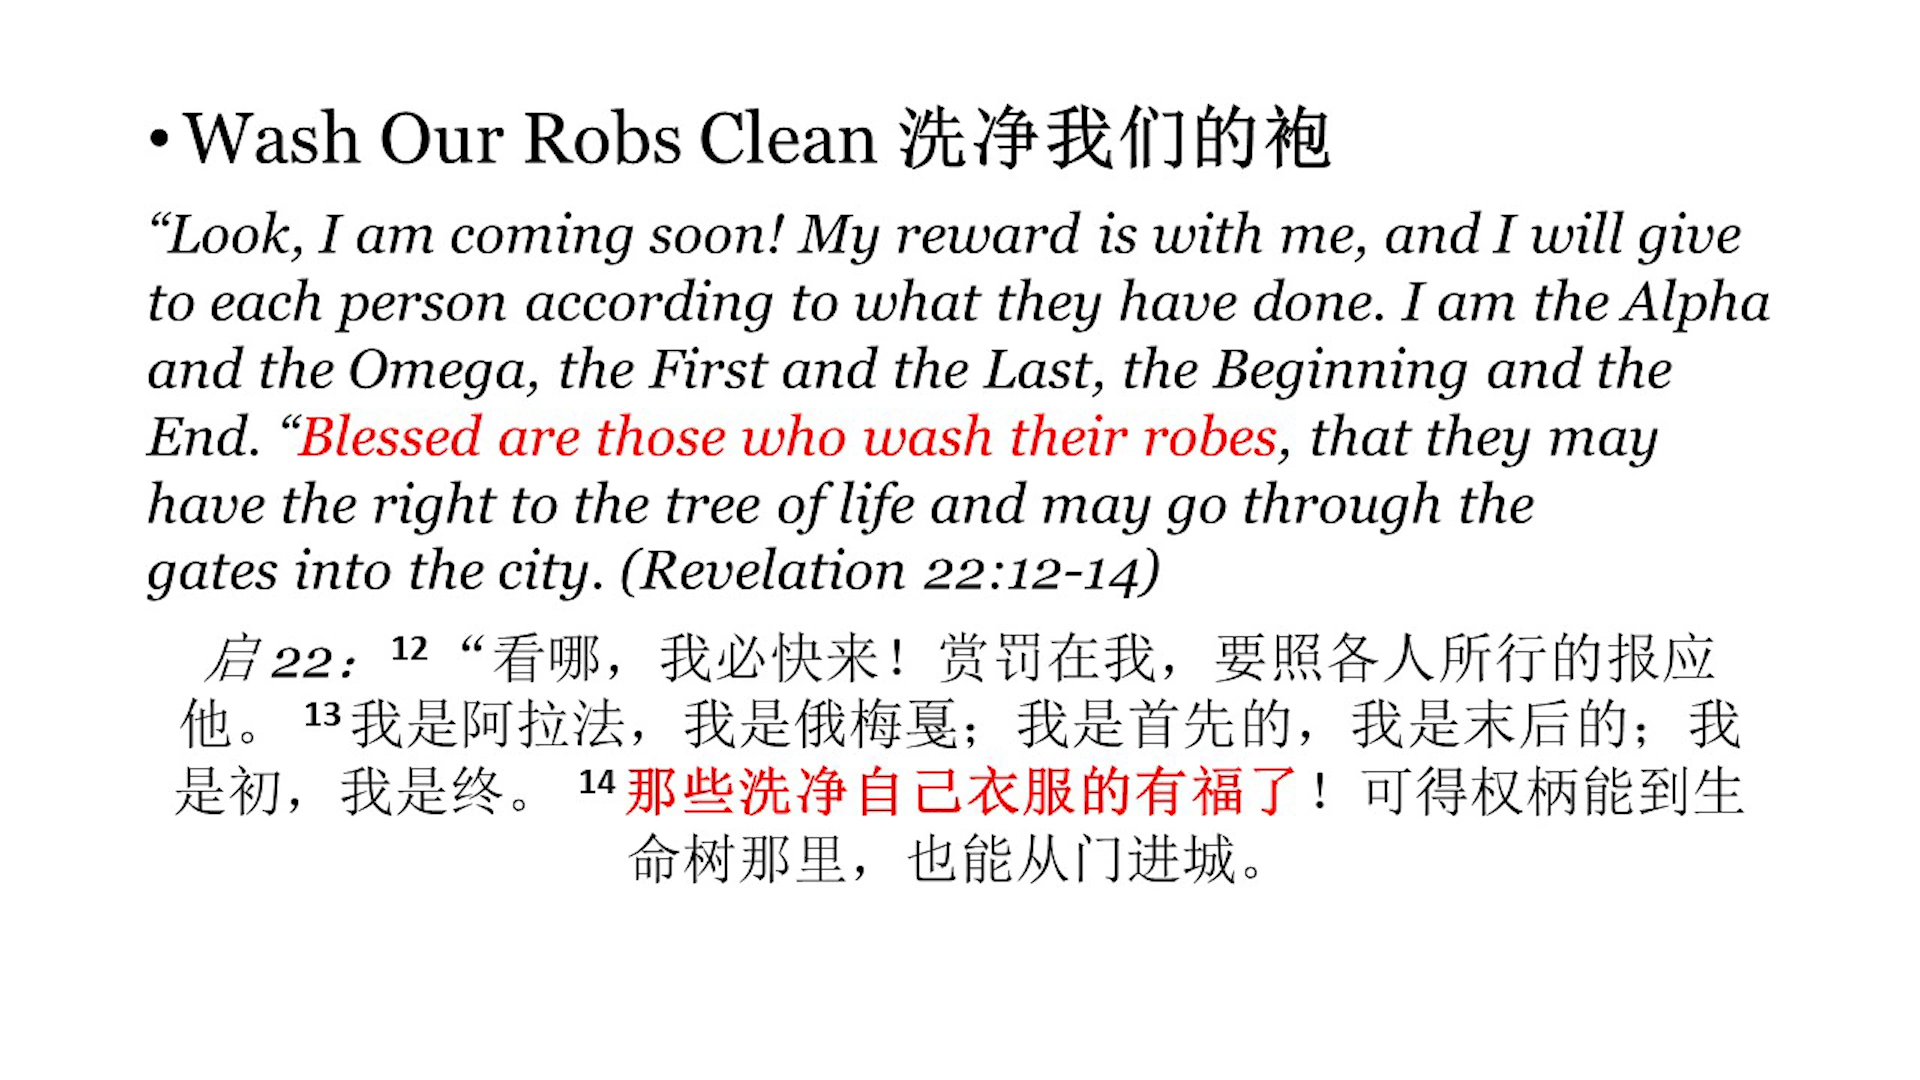 • Wash Our Robs Clean 洗净我们的袍
“Look, I am coming soon! My reward is with me, and I will give
to each person according to what they have done. I am the Alpha
and the Omega, the First and the Last, the Beginning and the
End. “Blessed are those who wash their robes, that they may
have the right to the tree of life and may go through the
gates into the city. (Revelation 22:12-14)
启 22： 12 “看哪，我必快来！赏罚在我，要照各人所行的报应
他。 13 我是阿拉法，我是俄梅戛；我是首先的，我是末后的；我
是初，我是终。 14 那些洗净自己衣服的有福了！可得权柄能到生
命树那里，也能从门进城。